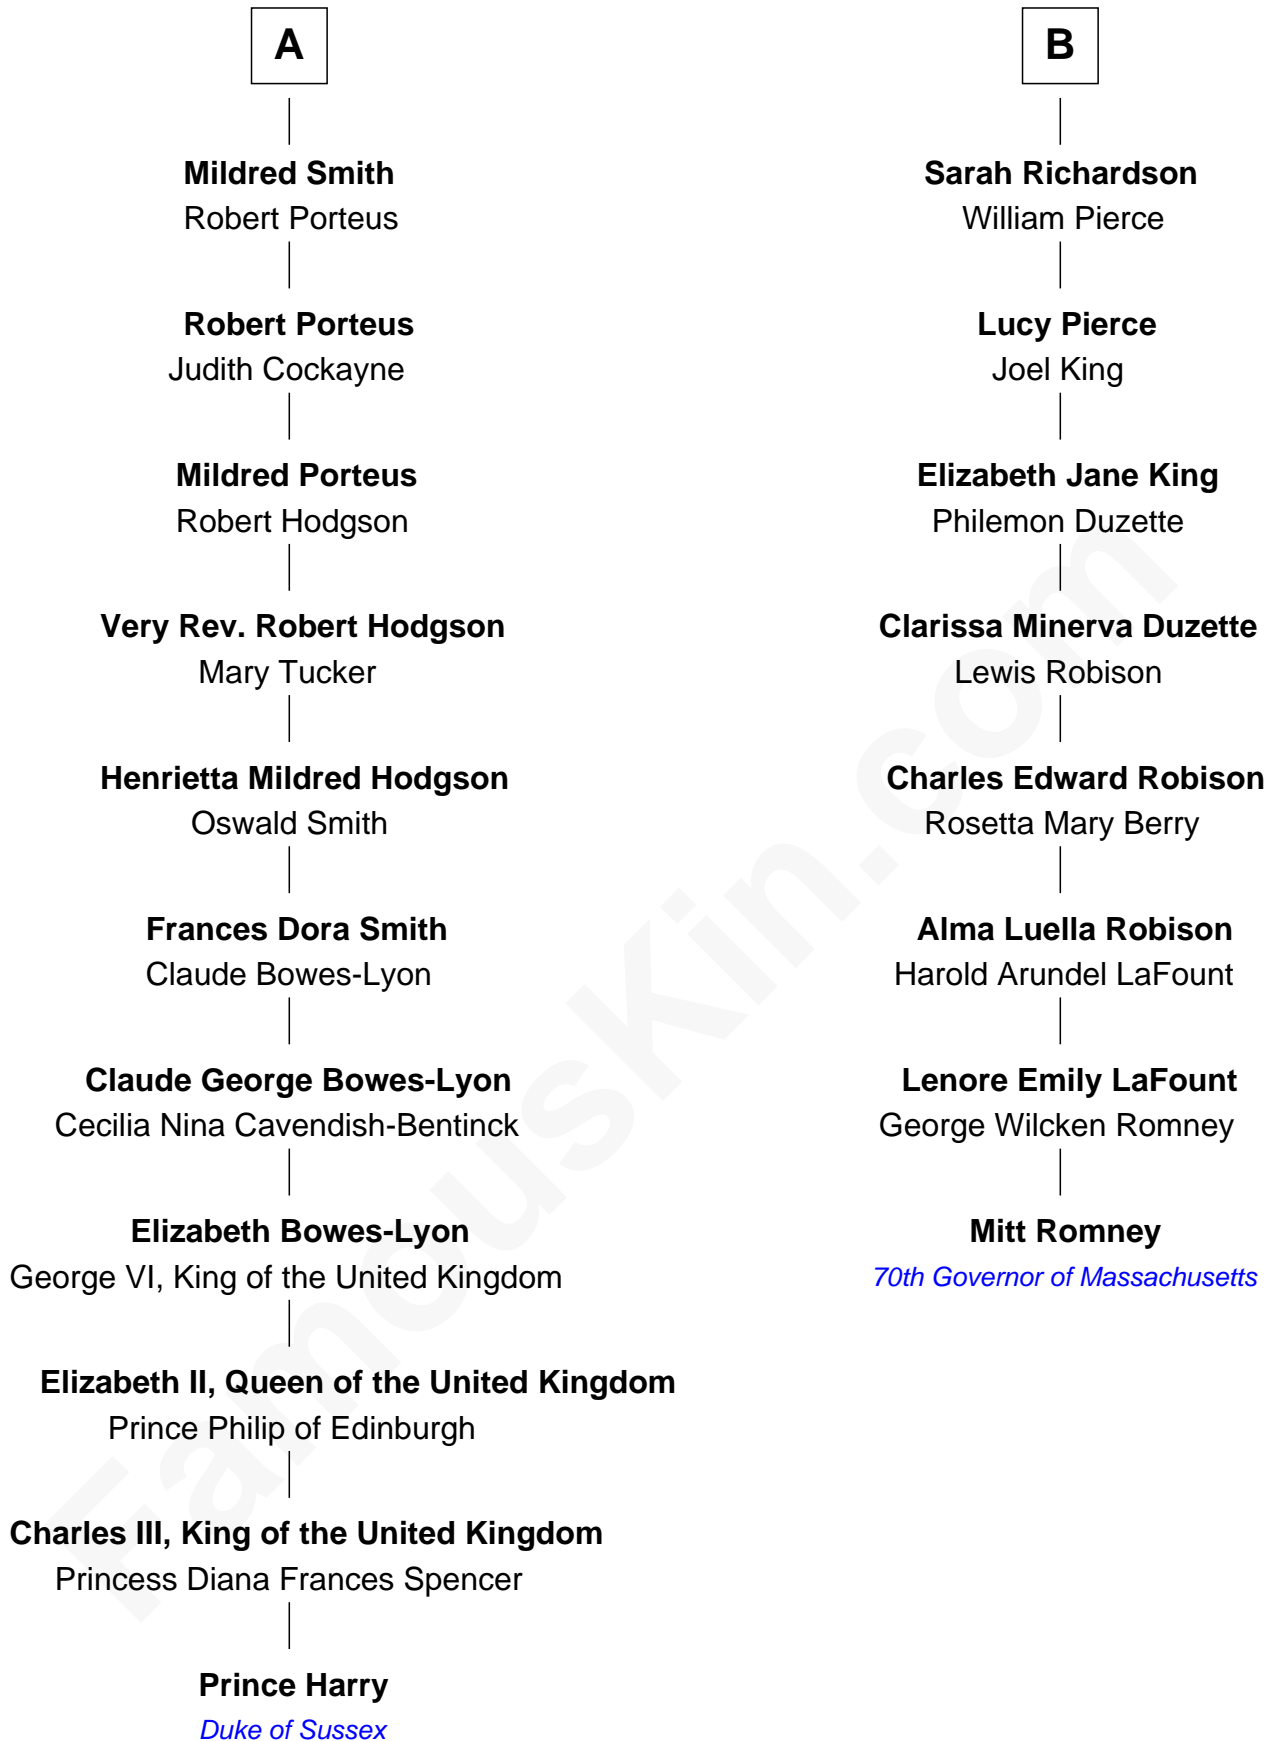 A
Mildred Smith
Robert Porteus
Robert Porteus
Judith Cockayne
Mildred Porteus
Robert Hodgson
Very Rev. Robert Hodgson
Mary Tucker
Henrietta Mildred Hodgson
Oswald Smith
Frances Dora Smith
Claude Bowes-Lyon
Claude George Bowes-Lyon
Cecilia Nina Cavendish-Bentinck
Elizabeth Bowes-Lyon
George VI, King of the United Kingdom
Elizabeth II, Queen of the United Kingdom
Prince Philip of Edinburgh
Charles III, King of the United Kingdom
Princess Diana Frances Spencer
Prince Harry
Duke of Sussex
B
Sarah Richardson
William Pierce
Lucy Pierce
Joel King
Elizabeth Jane King
Philemon Duzette
Clarissa Minerva Duzette
Lewis Robison
Charles Edward Robison
Rosetta Mary Berry
Alma Luella Robison
Harold Arundel LaFount
Lenore Emily LaFount
George Wilcken Romney
Mitt Romney
70th Governor of Massachusetts
FamousKin.com